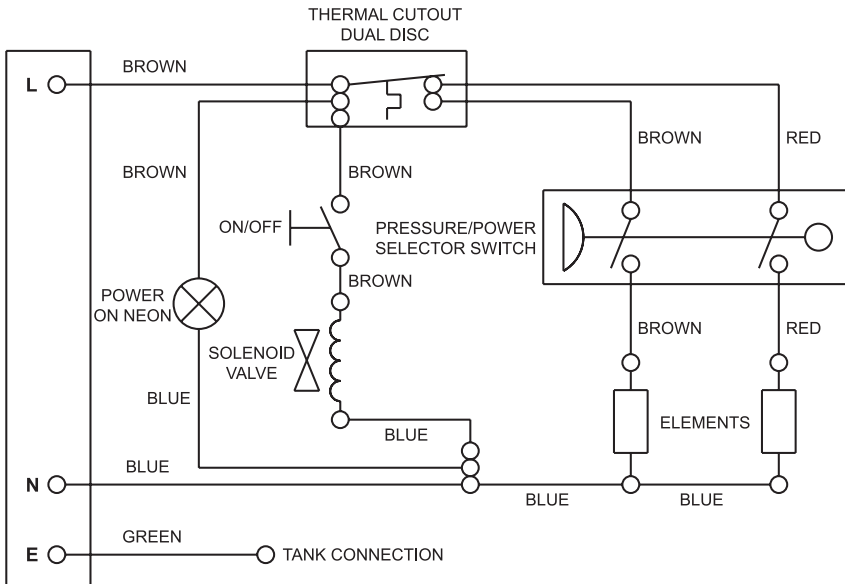 THERMAL CUTOUT
DUAL DISC
BROWN
L
BROWN
BROWN
BROWN
RED
ON/OFF
PRESSURE/POWER
SELECTOR SWITCH
BROWN
POWER
ON NEON
SOLENOID
VALVE
BROWN
RED
BLUE
BLUE
ELEMENTS
BLUE
N
BLUE
BLUE
GREEN
E
TANK CONNECTION